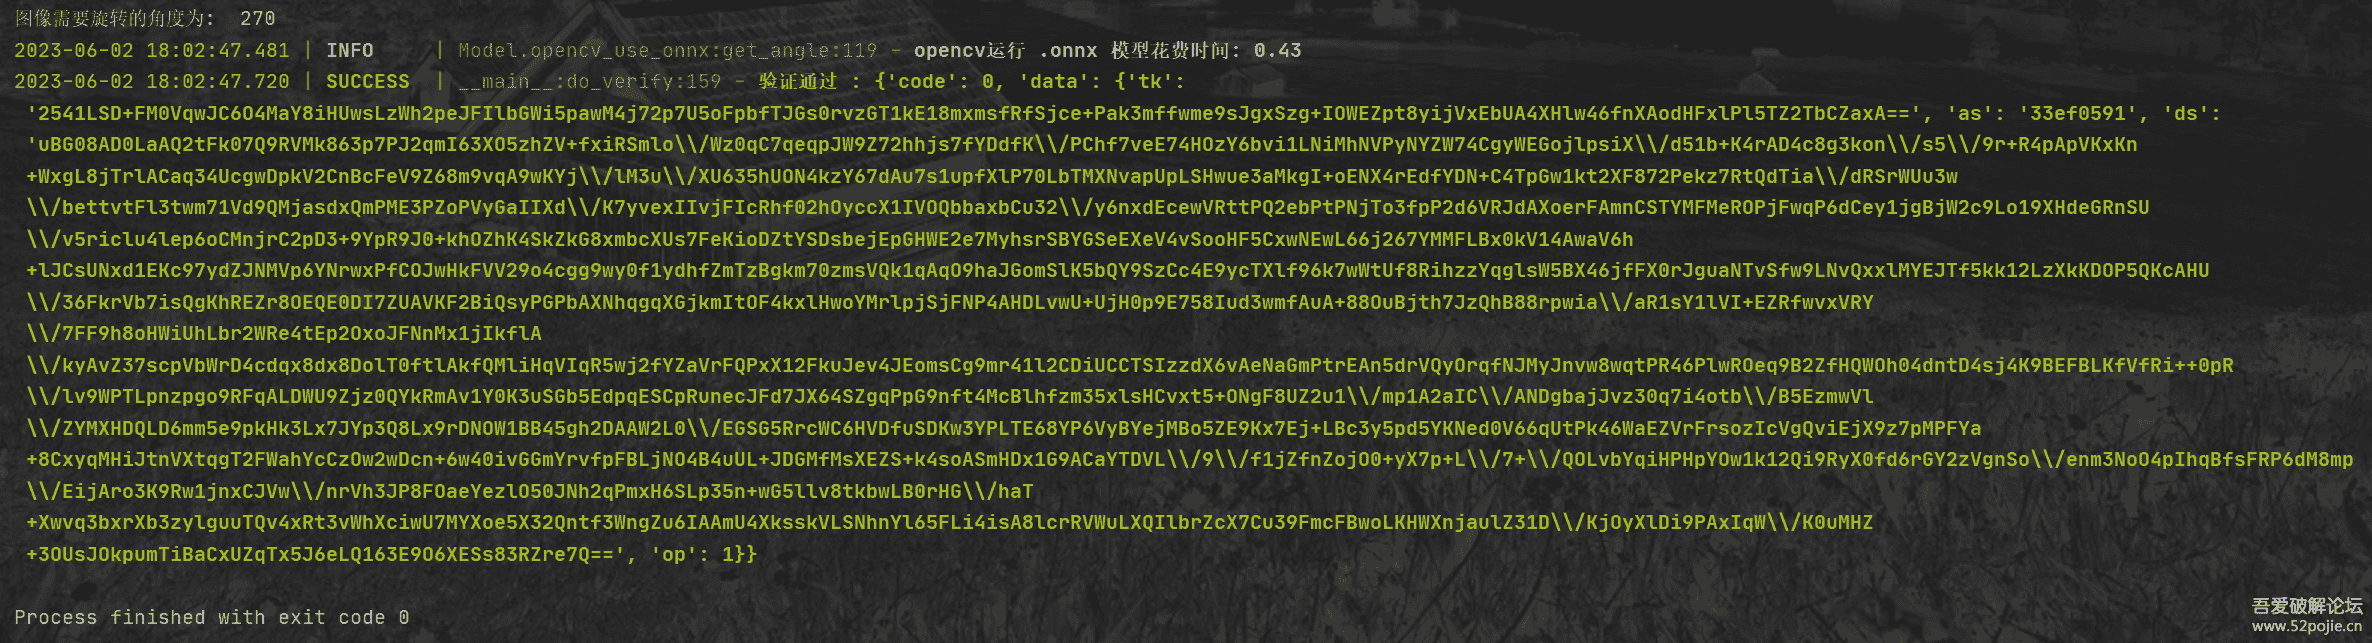 图像需要旋转的角度为:  270
2023-06-02 18:02:47.481 | INFO     | Model.opencv_use_onnx:get_angle:119 - opencv运行 .onnx 模型花费时间: 0.43
2023-06-02 18:02:47.720 | SUCCESS  | __main__:do_verify:159 - 验证通过 : {'code': 0, 'data': {'tk':
'2541LSD+FM0VqwJC6O4MaY8iHUwsLzWh2peJFIlbGWi5pawM4j72p7U5oFpbfTJGs0rvzGT1kE18mxmsfRfSjce+Pak3mffwme9sJgxSzg+IOWEZpt8yijVxEbUA4XHlw46fnXAodHFxlPl5TZ2TbCZaxA==', 'as': '33ef0591', 'ds':
'uBG08AD0LaAQ2tFk07Q9RVMk863p7PJ2qmI63XO5zhZV+fxiRSmlo\\/Wz0qC7qeqpJW9Z72hhjs7fYDdfK\\/PChf7veE74HOzY6bvi1LNiMhNVPyNYZW74CgyWEGojlpsiX\\/d51b+K4rAD4c8g3kon\\/s5\\/9r+R4pApVKxKn
+WxgL8jTrlACaq34UcgwDpkV2CnBcFeV9Z68m9vqA9wKYj\\/lM3u\\/XU635hUON4kzY67dAu7s1upfXlP70LbTMXNvapUpLSHwue3aMkgI+oENX4rEdfYDN+C4TpGw1kt2XF872Pekz7RtQdTia\\/dRSrWUu3w
\\/bettvtFl3twm71Vd9QMjasdxQmPME3PZoPVyGaIIXd\\/K7yvexIIvjFIcRhf02hOyccX1IVOQbbaxbCu32\\/y6nxdEcewVRttPQ2ebPtPNjTo3fpP2d6VRJdAXoerFAmnCSTYMFMeROPjFwqP6dCey1jgBjW2c9Lo19XHdeGRnSU
\\/v5riclu4lep6oCMnjrC2pD3+9YpR9J0+khOZhK4SkZkG8xmbcXUs7FeKioDZtYSDsbejEpGHWE2e7MyhsrSBYGSeEXeV4vSooHF5CxwNEwL66j267YMMFLBx0kV14AwaV6h
+lJCsUNxd1EKc97ydZJNMVp6YNrwxPfCOJwHkFVV29o4cgg9wy0f1ydhfZmTzBgkm70zmsVQk1qAqO9haJGomSlK5bQY9SzCc4E9ycTXlf96k7wWtUf8RihzzYqglsW5BX46jfFX0rJguaNTvSfw9LNvQxxlMYEJTf5kk12LzXkKDOP5QKcAHU
\\/36FkrVb7isQgKhREZr8OEQE0DI7ZUAVKF2BiQsyPGPbAXNhqgqXGjkmItOF4kxlHwoYMrlpjSjFNP4AHDLvwU+UjH0p9E758Iud3wmfAuA+88OuBjth7JzQhB88rpwia\\/aR1sY1lVI+EZRfwvxVRY
\\/7FF9h8oHWiUhLbr2WRe4tEp2OxoJFNnMx1jIkflA
\\/kyAvZ37scpVbWrD4cdqx8dx8DolT0ftlAkfQMliHqVIqR5wj2fYZaVrFQPxX12FkuJev4JEomsCg9mr41l2CDiUCCTSIzzdX6vAeNaGmPtrEAn5drVQyOrqfNJMyJnvw8wqtPR46PlwROeq9B2ZfHQWOh04dntD4sj4K9BEFBLKfVfRi++0pR
\\/lv9WPTLpnzpgo9RFqALDWU9Zjz0QYkRmAv1Y0K3uSGb5EdpqESCpRunecJFd7JX64SZgqPpG9nft4McBlhfzm35xlsHCvxt5+ONgF8UZ2u1\\/mp1A2aIC\\/ANDgbajJvz30q7i4otb\\/B5EzmwVl
\\/ZYMXHDQLD6mm5e9pkHk3Lx7JYp3Q8Lx9rDNOW1BB45gh2DAAW2L0\\/EGSG5RrcWC6HVDfuSDKw3YPLTE68YP6VyBYejMBo5ZE9Kx7Ej+LBc3y5pd5YKNed0V66qUtPk46WaEZVrFrsozIcVgQviEjX9z7pMPFYa
+8CxyqMHiJtnVXtqgT2FWahYcCzOw2wDcn+6w40ivGGmYrvfpFBLjNO4B4uUL+JDGMfMsXEZS+k4soASmHDx1G9ACaYTDVL\\/9\\/f1jZfnZojO0+yX7p+L\\/7+\\/QOLvbYqiHPHpYOw1k12Qi9RyX0fd6rGY2zVgnSo\\/enm3NoO4pIhqBfsFRP6dM8mp
\\/EijAro3K9Rw1jnxCJVw\\/nrVh3JP8FOaeYezlO50JNh2qPmxH6SLp35n+wG5llv8tkbwLB0rHG\\/haT
+Xwvq3bxrXb3zylguuTQv4xRt3vWhXciwU7MYXoe5X32Qntf3WngZu6IAAmU4XksskVLSNhnYl65FLi4isA8lcrRVWuLXQIlbrZcX7Cu39FmcFBwoLKHWXnjaulZ31D\\/KjOyXlDi9PAxIqW\\/K0uMHZ
+3OUsJOkpumTiBaCxUZqTx5J6eLQ163E9O6XESs83RZre7Q==', 'op': 1}}
Process finished with exit code 0
吾爱破解论坛
www.52pojie.cn